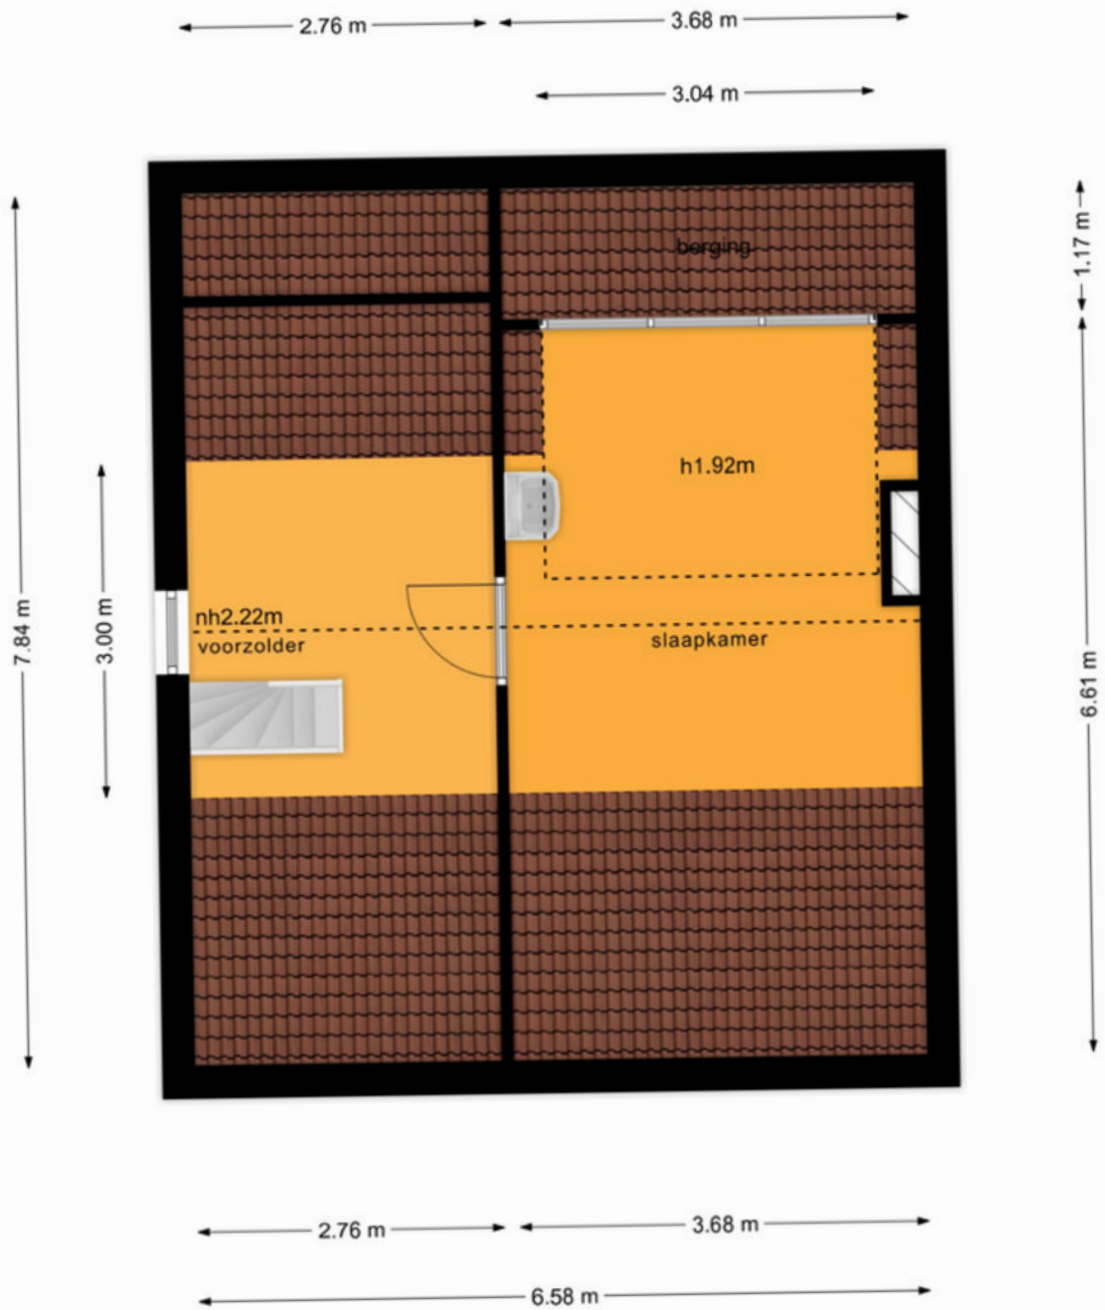 2.76 m
3.68 m
3.04 m
1.17 m
berging
h1.92m
7.84 m
3.00 m
nh2.22m
voorzolder
slaapkamer
6.61 m
2.76 m
3.68 m
6.58 m